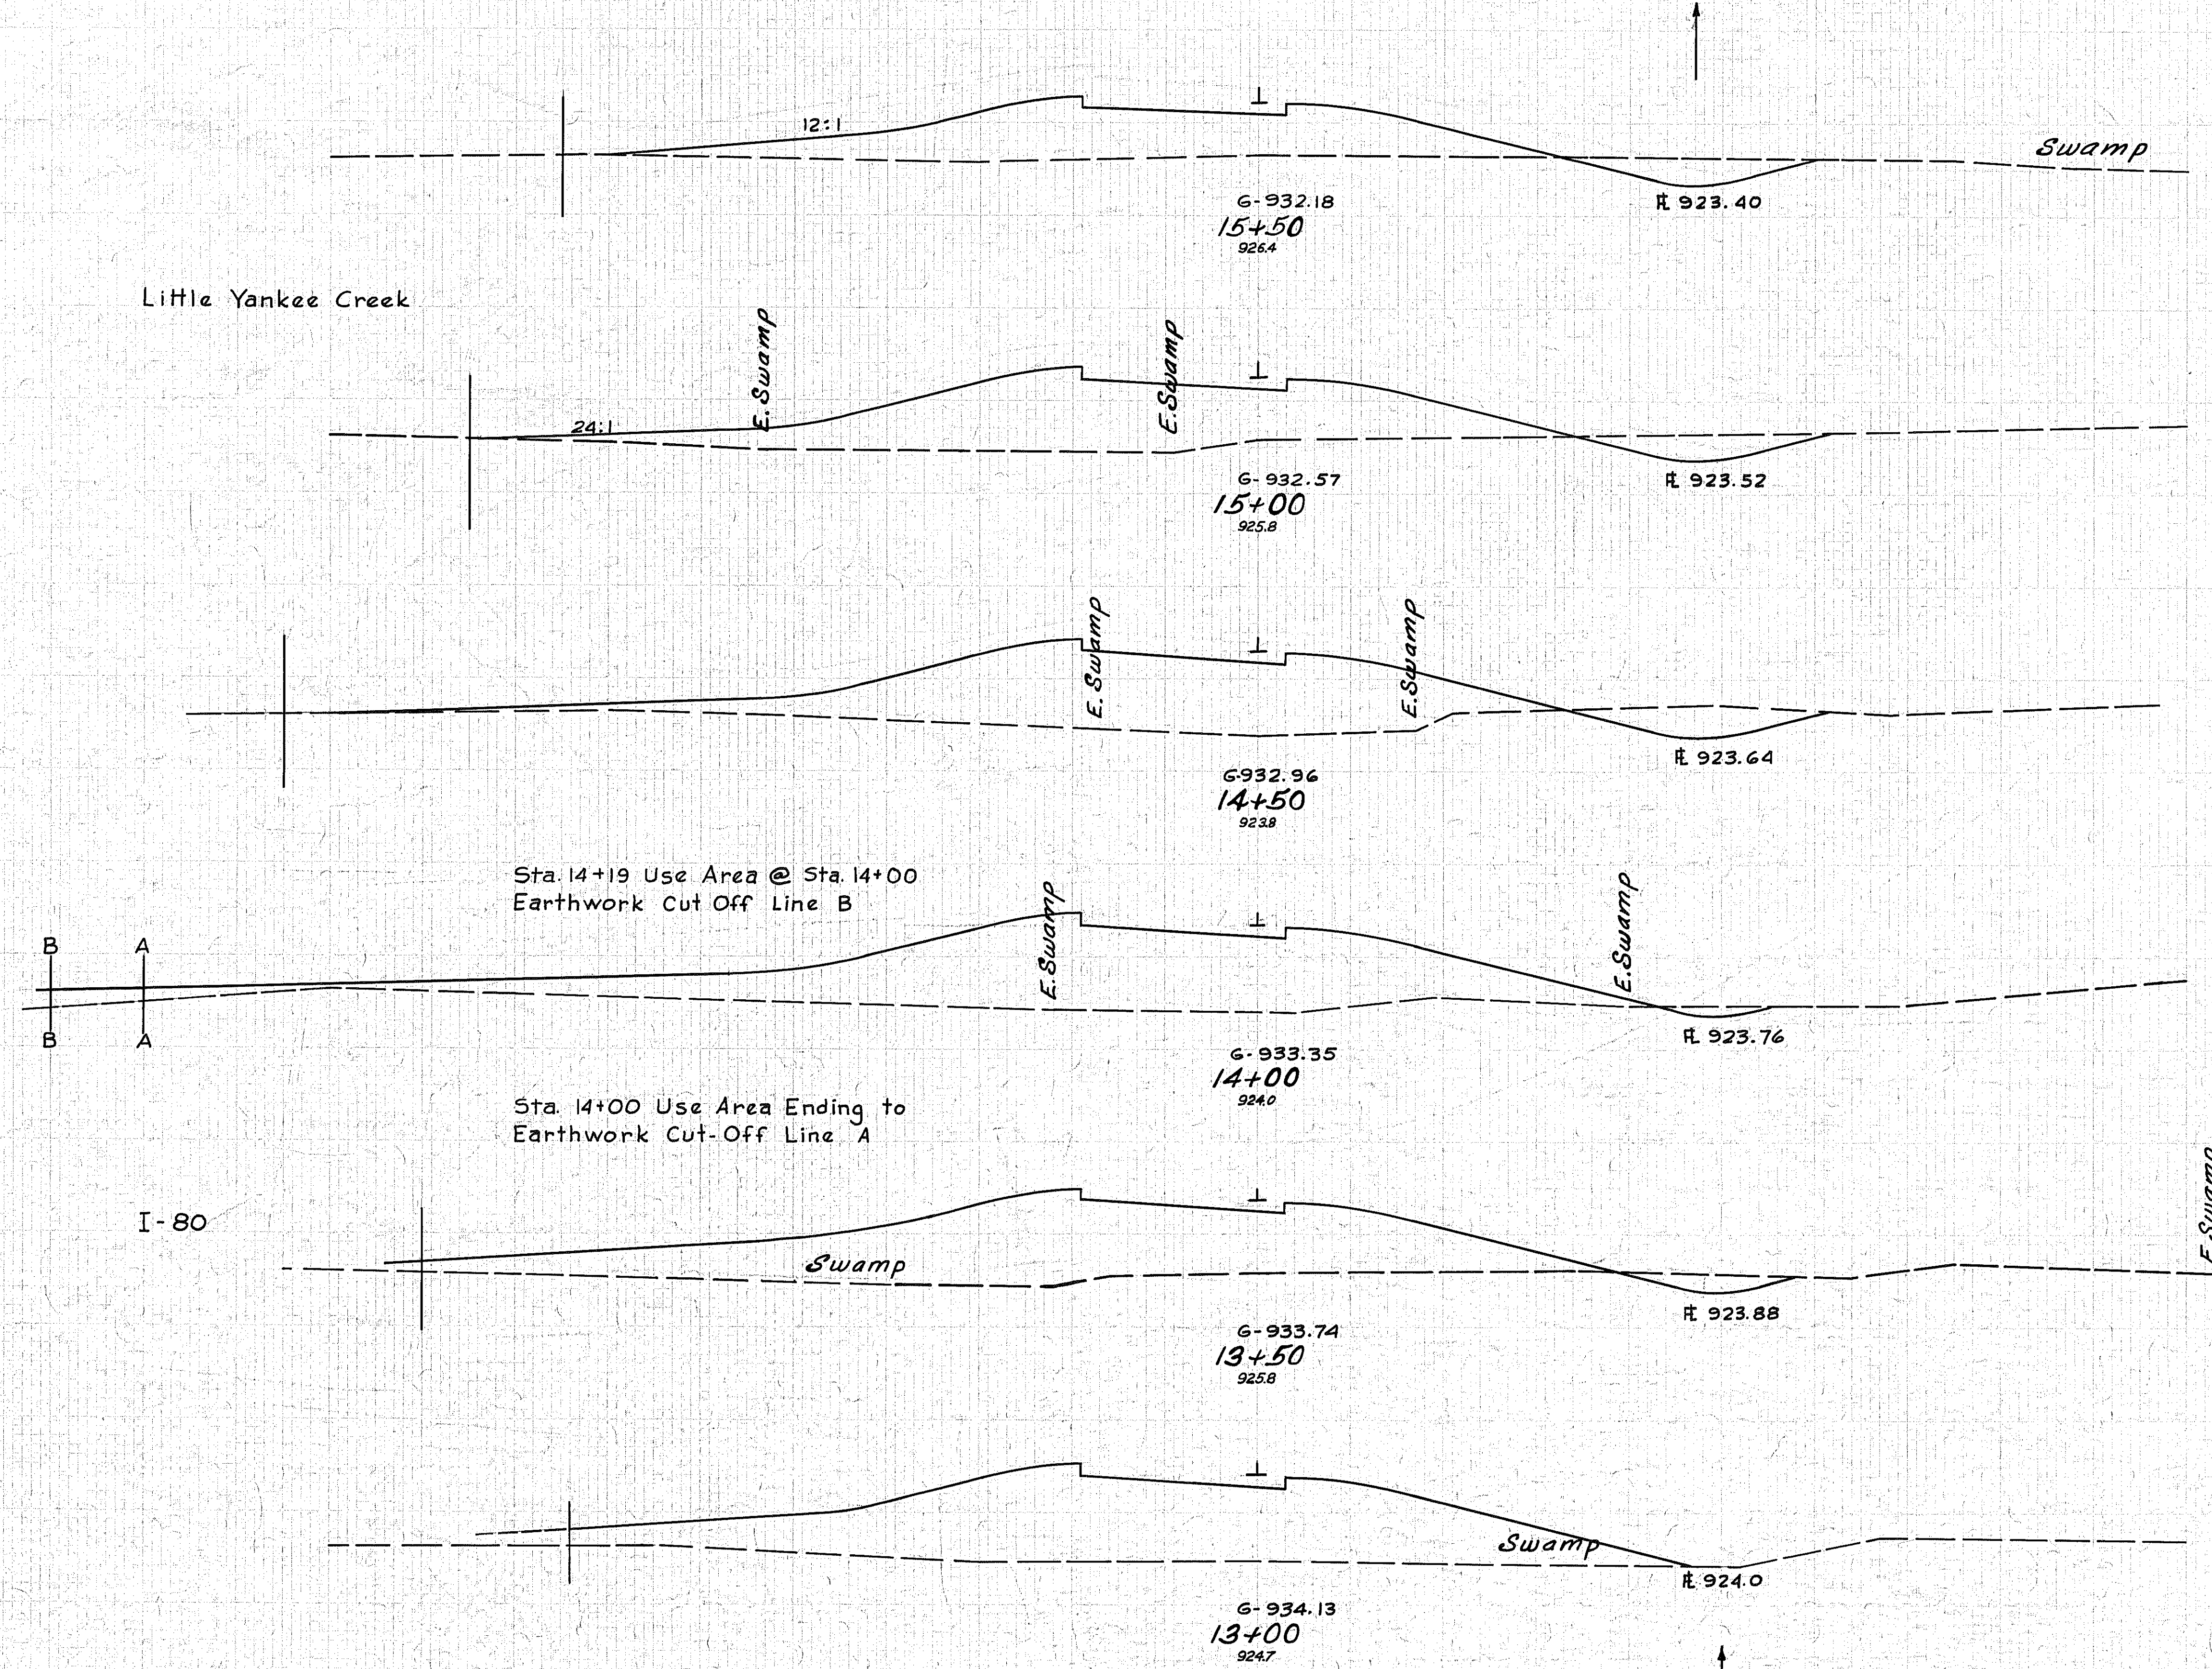 12:1
Swamp
G-932.18
15+50
926.4
℄ 923.40
Little Yankee Creek
E. Swamp
E. Swamp
24:1
G-932.57
15+00
925.8
℄ 923.52
E. Swamp
E. Swamp
G-932.96
14+50
923.8
℄ 923.64
Sta. 14+19 Use Area @ Sta. 14+00
Earthwork Cut Off Line B
E. Swamp
E. Swamp
B A
B A
G-933.35
14+00
924.0
℄ 923.76
Sta. 14+00 Use Area Ending to
Earthwork Cut-Off Line A
E. Swamp
I-80
Swamp
G-933.74
13+50
925.8
℄ 923.88
Swamp
G-934.13
13+00
924.7
℄ 924.0